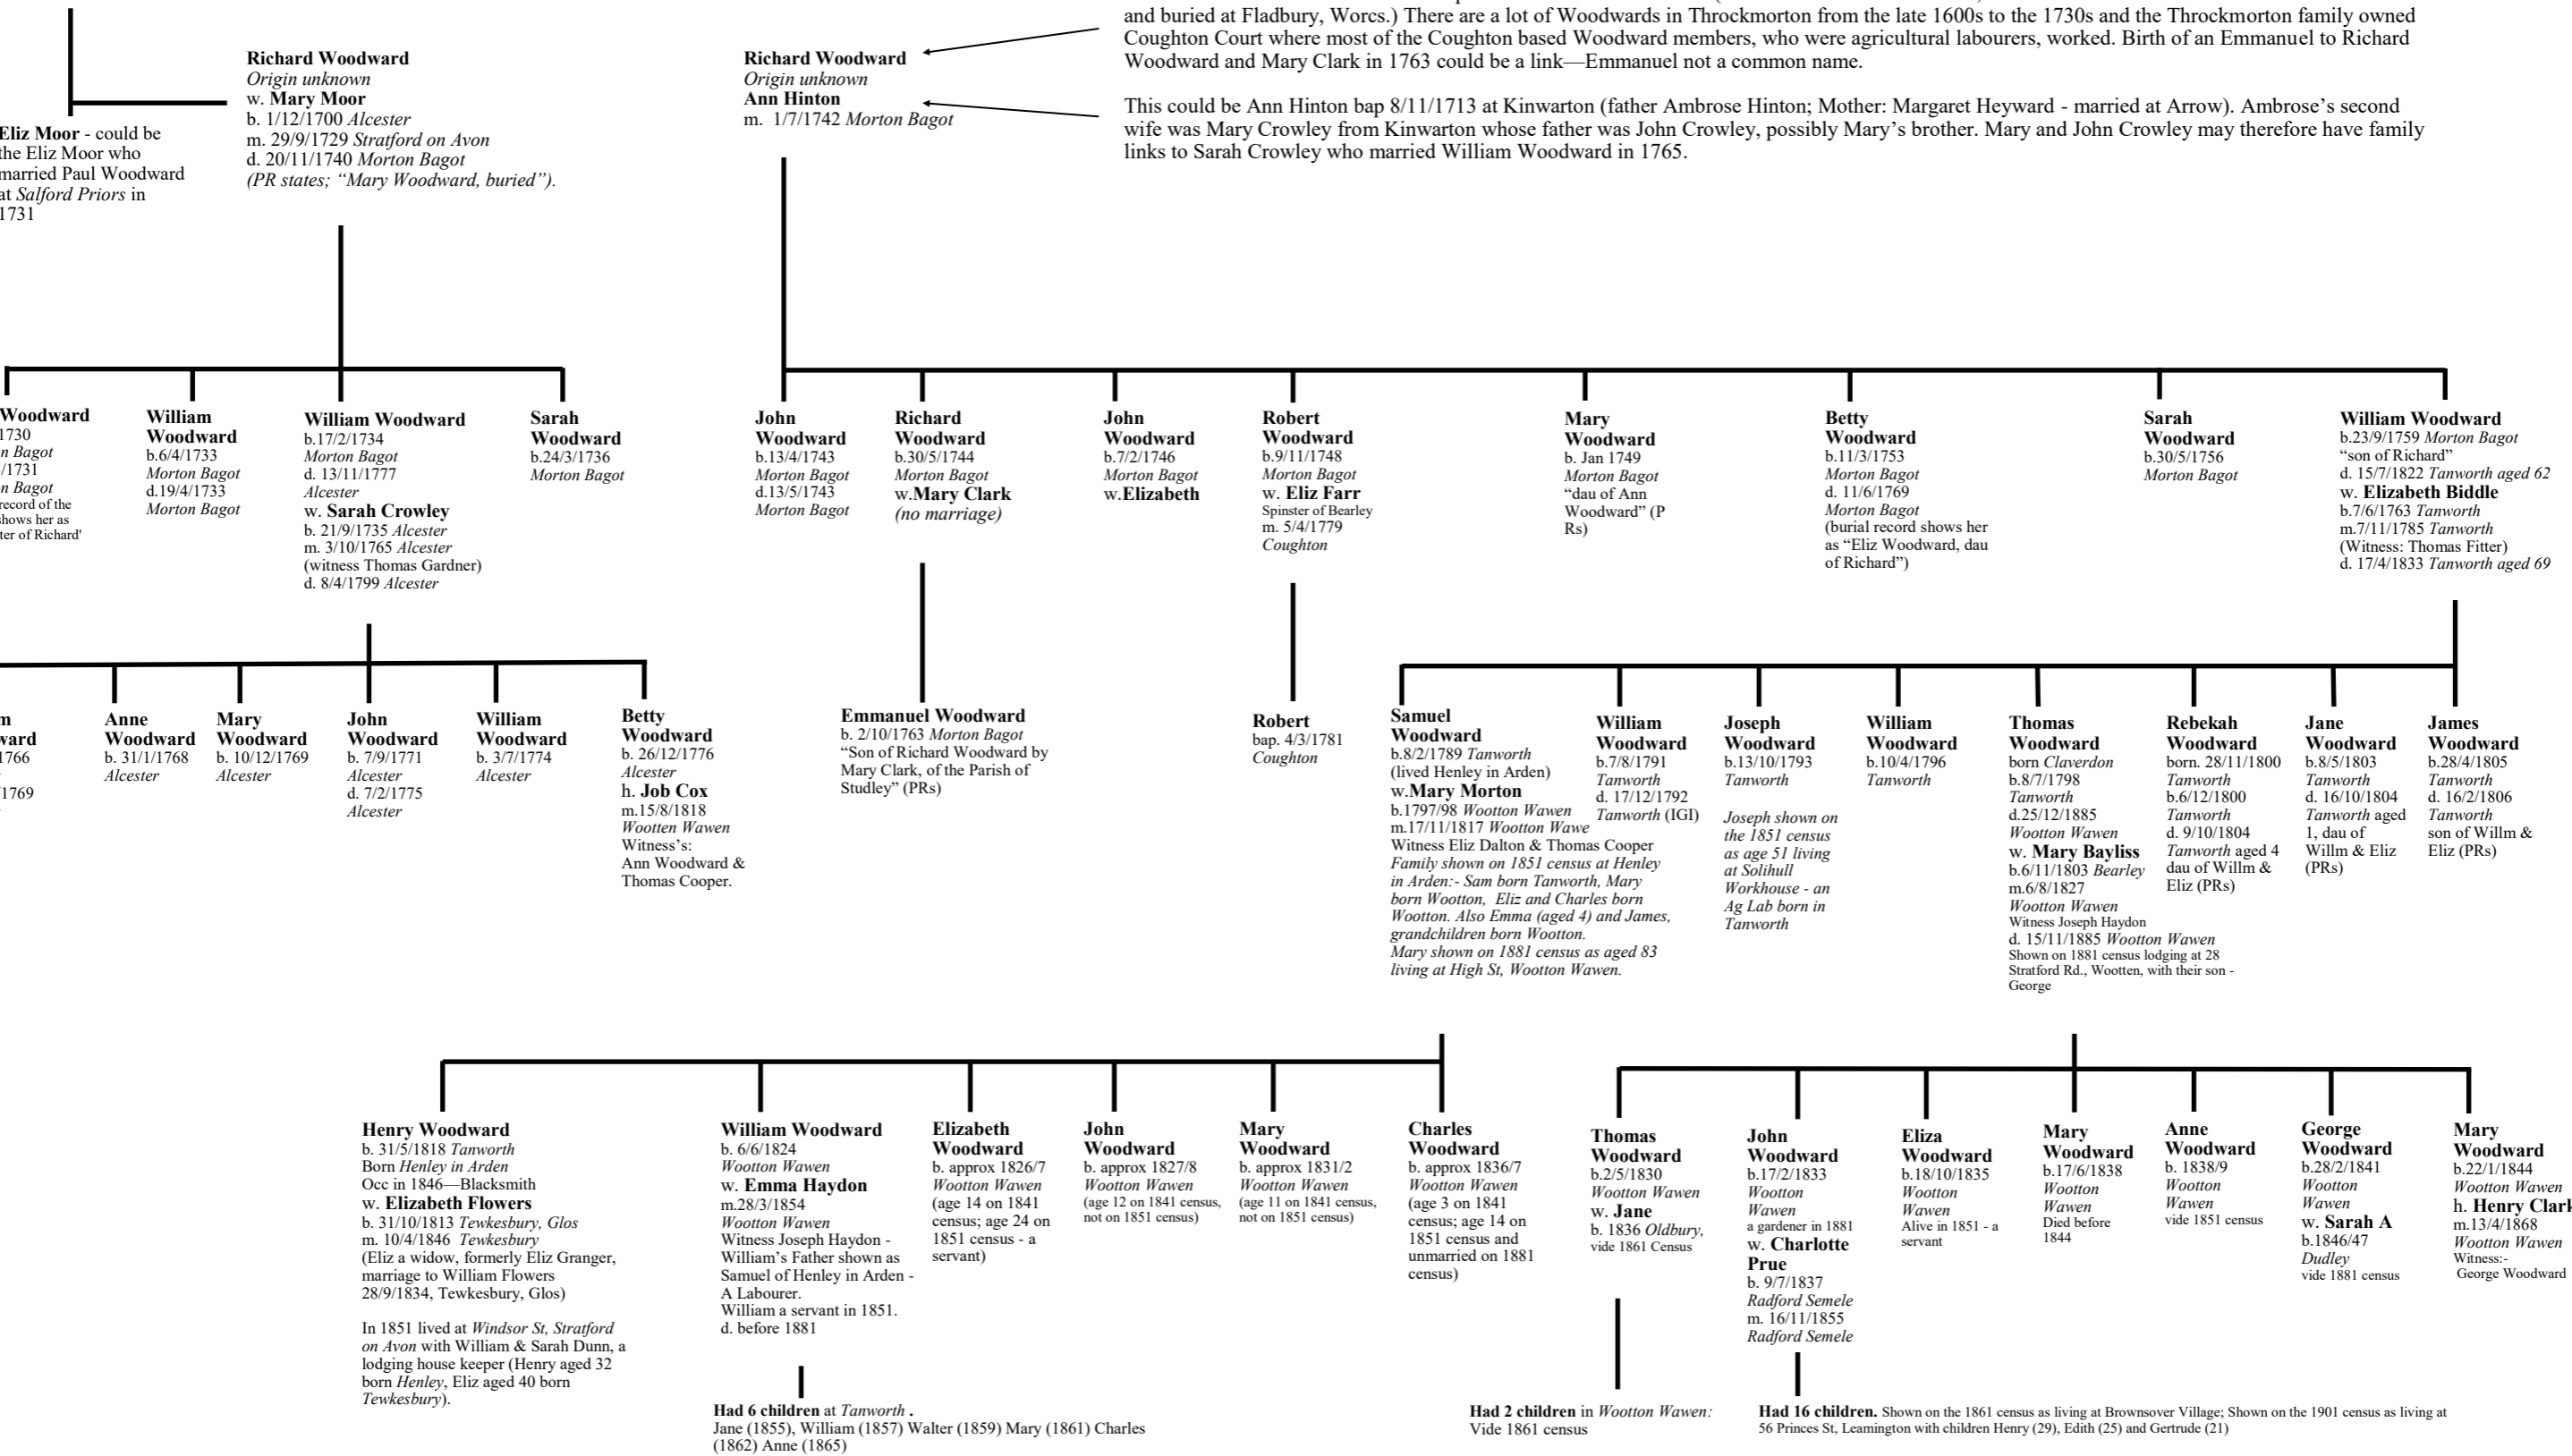 and buried at Fladbury, Worcs.) There are a lot of Woodwards in Throckmorton from the late 1600s to the 1730s and the Throckmorton family owned
Coughton Court where most of the Coughton based Woodward members, who were agricultural labourers, worked. Birth of an Emmanuel to Richard
Woodward and Mary Clark in 1763 could be a link—Emmanuel not a common name.
This could be Ann Hinton bap 8/11/1713 at Kinwarton (father Ambrose Hinton; Mother: Margaret Heyward - married at Arrow). Ambrose’s second
wife was Mary Crowley from Kinwarton whose father was John Crowley, possibly Mary’s brother. Mary and John Crowley may therefore have family
links to Sarah Crowley who married William Woodward in 1765.
Eliz Moor - could be
the Eliz Moor who
married Paul Woodward
at Salford Priors in
1731
Richard Woodward
Origin unknown
w. Mary Moor
b. 1/12/1700 Alcester
m. 29/9/1729 Stratford on Avon
d. 20/11/1740 Morton Bagot
(PR states; “Mary Woodward, buried”).
Richard Woodward
Origin unknown
Ann Hinton
m. 1/7/1742 Morton Bagot
Woodward
1730
n Bagot
/1731
n Bagot
record of the
shows her as
ter of Richard'
William
Woodward
b.6/4/1733
Morton Bagot
d.19/4/1733
Morton Bagot
William Woodward
b.17/2/1734
Morton Bagot
d. 13/11/1777
Alcester
w. Sarah Crowley
b. 21/9/1735 Alcester
m. 3/10/1765 Alcester
(witness Thomas Gardner)
d. 8/4/1799 Alcester
Sarah
Woodward
b.24/3/1736
Morton Bagot
John
Woodward
b.13/4/1743
Morton Bagot
d.13/5/1743
Morton Bagot
Richard
Woodward
b.30/5/1744
Morton Bagot
w.Mary Clark
(no marriage)
John
Woodward
b.7/2/1746
Morton Bagot
w.Elizabeth
Robert
Woodward
b.9/11/1748
Morton Bagot
w. Eliz Farr
Spinster of Bearley
m. 5/4/1779
Coughton
Mary
Woodward
b. Jan 1749
Morton Bagot
“dau of Ann
Woodward” (P
Rs)
Betty
Woodward
b.11/3/1753
Morton Bagot
d. 11/6/1769
Morton Bagot
(burial record shows her
as “Eliz Woodward, dau
of Richard”)
Sarah
Woodward
b.30/5/1756
Morton Bagot
William Woodward
b.23/9/1759 Morton Bagot
“son of Richard”
d. 15/7/1822 Tanworth aged 62
w. Elizabeth Biddle
b.7/6/1763 Tanworth
m.7/11/1785 Tanworth
(Witness: Thomas Fitter)
d. 17/4/1833 Tanworth aged 69
m
ward
1766
/1769
Anne
Woodward
b. 31/1/1768
Alcester
Mary
Woodward
b. 10/12/1769
Alcester
John
Woodward
b. 7/9/1771
Alcester
d. 7/2/1775
Alcester
William
Woodward
b. 3/7/1774
Alcester
Betty
Woodward
b. 26/12/1776
Alcester
h. Job Cox
m.15/8/1818
Wootten Wawen
Witness’s:
Ann Woodward &
Thomas Cooper.
Emmanuel Woodward
b. 2/10/1763 Morton Bagot
“Son of Richard Woodward by
Mary Clark, of the Parish of
Studley” (PRs)
Robert
bap. 4/3/1781
Coughton
Samuel
Woodward
b.8/2/1789 Tanworth
(lived Henley in Arden)
w.Mary Morton
b.1797/98 Wootton Wawen
m.17/11/1817 Wootton Wawe
Witness Eliz Dalton & Thomas Cooper
Family shown on 1851 census at Henley
in Arden:- Sam born Tanworth, Mary
born Wootton, Eliz and Charles born
Wootton. Also Emma (aged 4) and James,
grandchildren born Wootton.
Mary shown on 1881 census as aged 83
living at High St, Wootton Wawen.
William
Woodward
b.7/8/1791
Tanworth
d. 17/12/1792
Tanworth (IGI)
Joseph
Woodward
b.13/10/1793
Tanworth
Joseph shown on
the 1851 census
as age 51 living
at Solihull
Workhouse - an
Ag Lab born in
Tanworth
William
Woodward
b.10/4/1796
Tanworth
Thomas
Woodward
born Claverdon
b.8/7/1798
Tanworth
d.25/12/1885
Wootton Wawen
w. Mary Bayliss
b.6/11/1803 Bearley
m.6/8/1827
Wootton Wawen
Witness Joseph Haydon
d. 15/11/1885 Wootton Wawen
Shown on 1881 census lodging at 28
Stratford Rd., Wootten, with their son -
George
Rebekah
Woodward
born. 28/11/1800
Tanworth
b.6/12/1800
Tanworth
d. 9/10/1804
Tanworth aged 4
dau of Willm &
Eliz (PRs)
Jane
Woodward
b.8/5/1803
Tanworth
d. 16/10/1804
Tanworth aged
1, dau of
Willm & Eliz
(PRs)
James
Woodward
b.28/4/1805
Tanworth
d. 16/2/1806
Tanworth
son of Willm &
Eliz (PRs)
Henry Woodward
b. 31/5/1818 Tanworth
Born Henley in Arden
Occ in 1846—Blacksmith
w. Elizabeth Flowers
b. 31/10/1813 Tewkesbury, Glos
m. 10/4/1846 Tewkesbury
(Eliz a widow, formerly Eliz Granger,
marriage to William Flowers
28/9/1834, Tewkesbury, Glos)
In 1851 lived at Windsor St, Stratford
on Avon with William & Sarah Dunn, a
lodging house keeper (Henry aged 32
born Henley, Eliz aged 40 born
Tewkesbury).
William Woodward
b. 6/6/1824
Wootton Wawen
w. Emma Haydon
m.28/3/1854
Wootton Wawen
Witness Joseph Haydon -
William’s Father shown as
Samuel of Henley in Arden -
A Labourer.
William a servant in 1851.
d. before 1881
Elizabeth
Woodward
b. approx 1826/7
Wootton Wawen
(age 14 on 1841
census; age 24 on
1851 census - a
servant)
John
Woodward
b. approx 1827/8
Wootton Wawen
(age 12 on 1841 census,
not on 1851 census)
Mary
Woodward
b. approx 1831/2
Wootton Wawen
(age 11 on 1841 census,
not on 1851 census)
Charles
Woodward
b. approx 1836/7
Wootton Wawen
(age 3 on 1841
census; age 14 on
1851 census and
unmarried on 1881
census)
Thomas
Woodward
b.2/5/1830
Wootton Wawen
w. Jane
b. 1836 Oldbury,
vide 1861 Census
John
Woodward
b.17/2/1833
Wootton
Wawen
a gardener in 1881
w. Charlotte
Prue
b. 9/7/1837
Radford Semele
m. 16/11/1855
Radford Semele
Eliza
Woodward
b.18/10/1835
Wootton
Wawen
Alive in 1851 - a
servant
Mary
Woodward
b.17/6/1838
Wootton
Wawen
Died before
1844
Anne
Woodward
b. 1838/9
Wootton
Wawen
vide 1851 census
George
Woodward
b.28/2/1841
Wootton
Wawen
w. Sarah A
b.1846/47
Dudley
vide 1881 census
Mary
Woodward
b.22/1/1844
Wootton Wawen
h. Henry Clark
m.13/4/1868
Wootton Wawen
Witness:-
George Woodward
Had 6 children at Tanworth .
Jane (1855), William (1857) Walter (1859) Mary (1861) Charles
(1862) Anne (1865)
Had 2 children in Wootton Wawen:
Vide 1861 census
Had 16 children. Shown on the 1861 census as living at Brownsover Village; Shown on the 1901 census as living at
56 Princes St, Leamington with children Henry (29), Edith (25) and Gertrude (21)